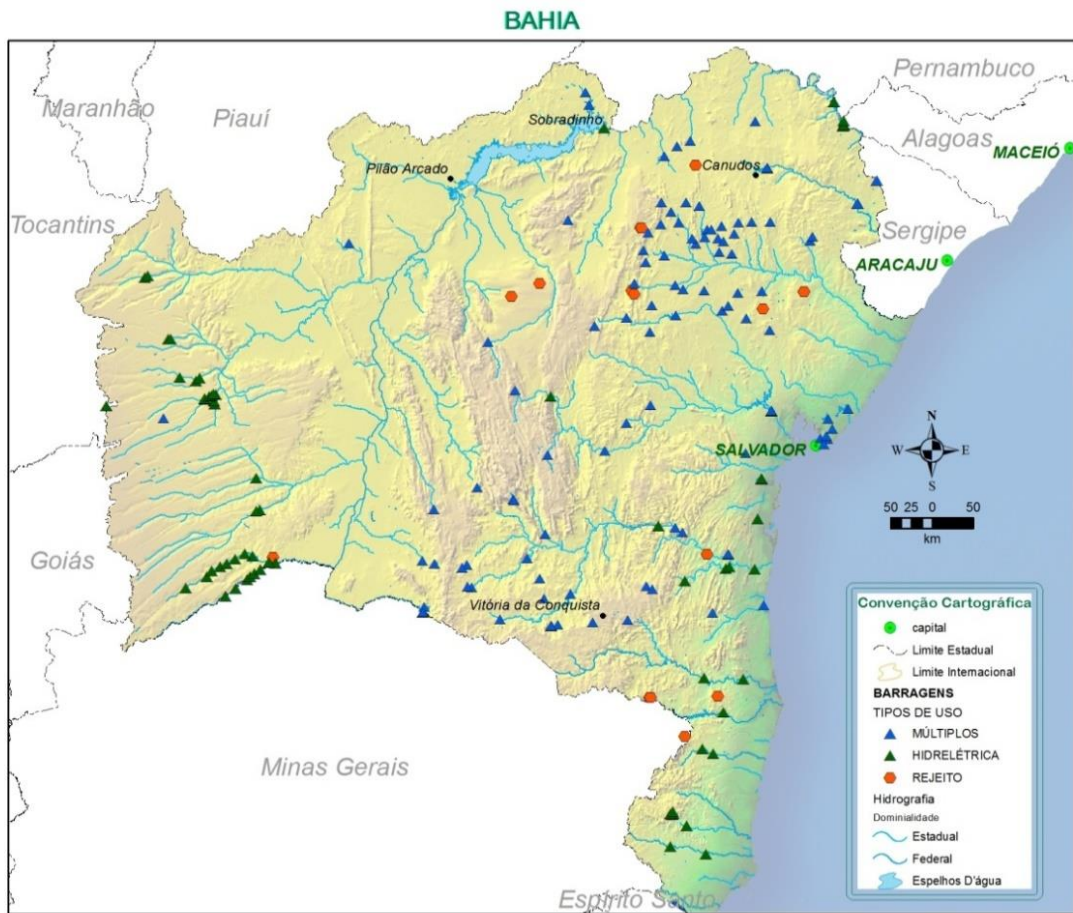 BAHIA
Pernambuco
Maranhão
Piauí
Sobradinho
Alagoas
MACEIÓ
Pilão Arcado
Canudos
Tocantins
Sergipe
ARACAJU
SALVADOR
N
W
E
S
50 25 0 50
km
Goiás
Vitória da Conquista
Minas Gerais
Espírito Santo
Convenção Cartográfica
capital
Limite Estadual
Limite Internacional
BARRAGENS
TIPOS DE USO
MÚLTIPLOS
HIDRELÉTRICA
REJEITO
Hidrografia
Dominialidade
Estadual
Federal
Espelhos D'água